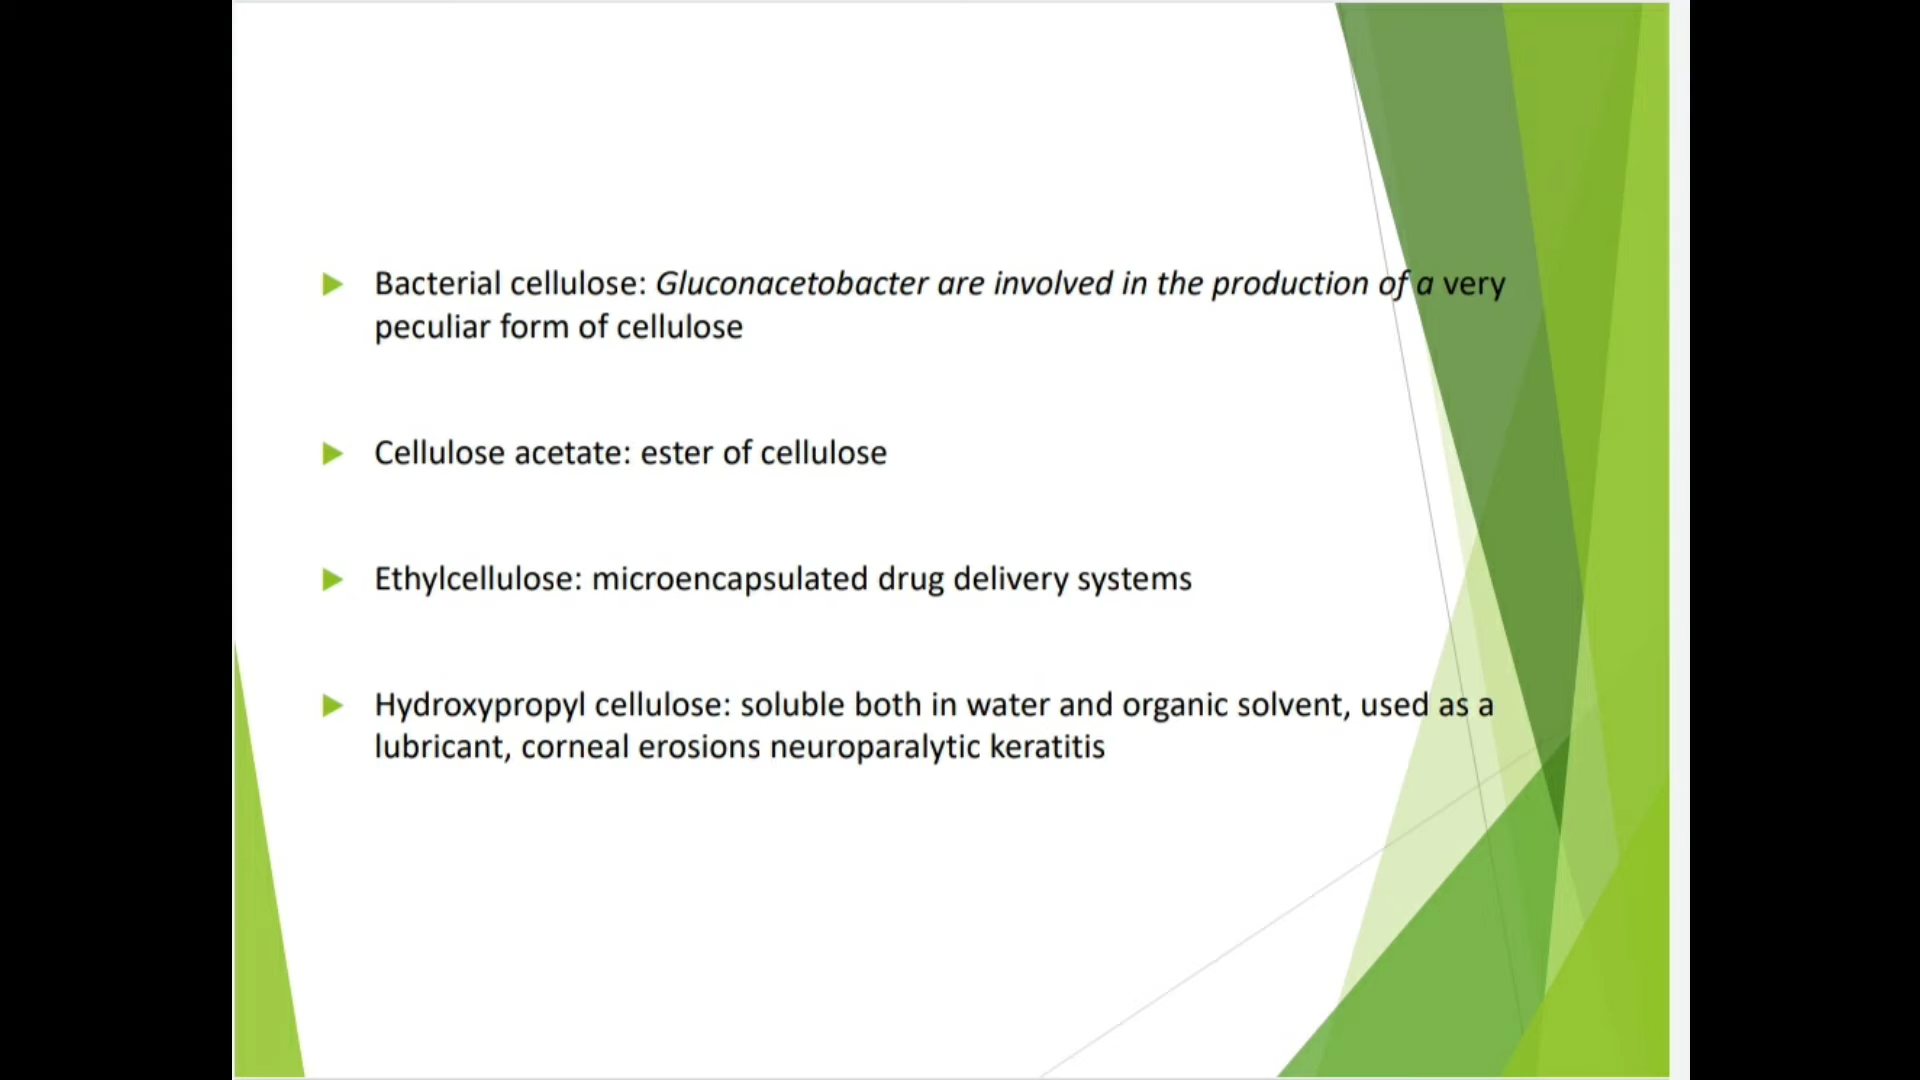 Bacterial cellulose: Gluconacetobacter are involved in the production of a very
peculiar form of cellulose
Cellulose acetate: ester of cellulose
Ethylcellulose: microencapsulated drug delivery systems
Hydroxypropyl cellulose: soluble both in water and organic solvent, used as a
lubricant, corneal erosions neuroparalytic keratitis